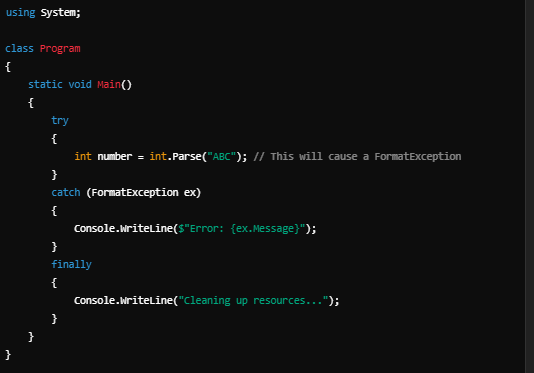 using System;

class Program
{
    static void Main()
    {
        try
        {
            int number = int.Parse("ABC"); // This will cause a FormatException
        }
        catch (FormatException ex)
        {
            Console.WriteLine($"Error: {ex.Message}");
        }
        finally
        {
            Console.WriteLine("Cleaning up resources...");
        }
    }
}